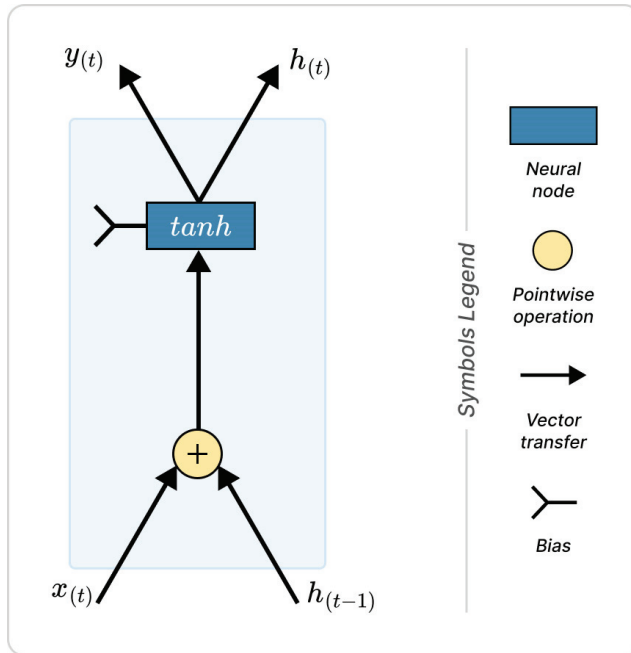 y(t)
h(t)
tanh
+
x(t)
h(t−1)
Symbols Legend
Neural
node
Pointwise
operation
Vector
transfer
Bias